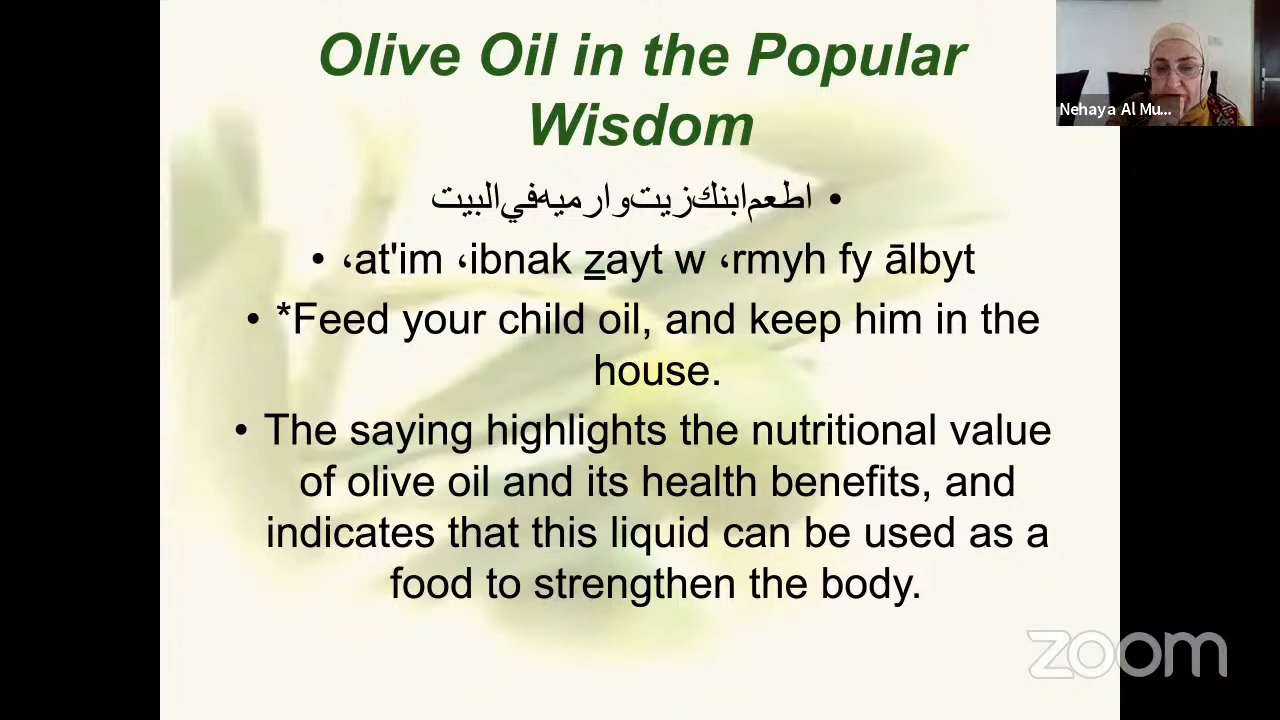 Olive Oil in the Popular
Wisdom
• اطعم ابنك زيت وارميه في البيت
• ،at'im ،ibnak zayt w ،rmyh fy ālbyt
• *Feed your child oil, and keep him in the
house.
• The saying highlights the nutritional value
of olive oil and its health benefits, and
indicates that this liquid can be used as a
food to strengthen the body.
Nehaya Al Mu...
zoom